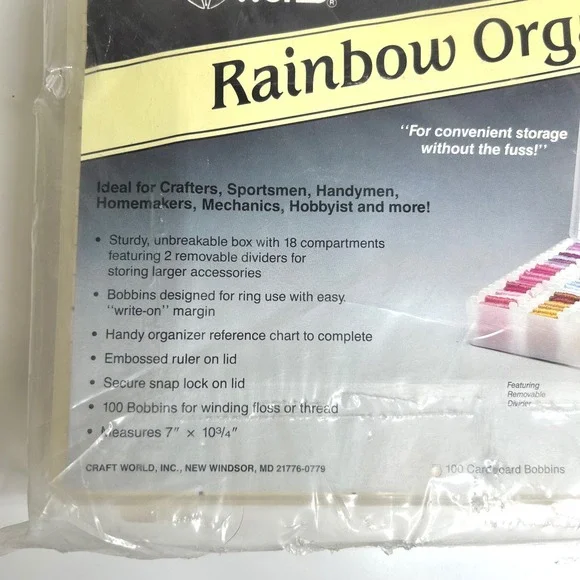 Rainbow
"For convenient storage
without the fuss!"
Ideal for Crafters, Sportsmen, Handymen,
Homemakers, Mechanics, Hobbyist and more!
• Sturdy, unbreakable box with 18 compartments
featuring 2 removable dividers for
storing larger accessories
• Bobbins designed for ring use with easy.
"write-on" margin
• Handy organizer reference chart to complete
• Embossed ruler on lid
• Secure snap lock on lid
• 100 Bobbins for winding floss or thread
• Measures 7" × 10¾"
Featuring
Removable
Divider
CRAFT WORLD, INC., NEW WINDSOR, MD 21776-0779
100 Cardboard Bobbins